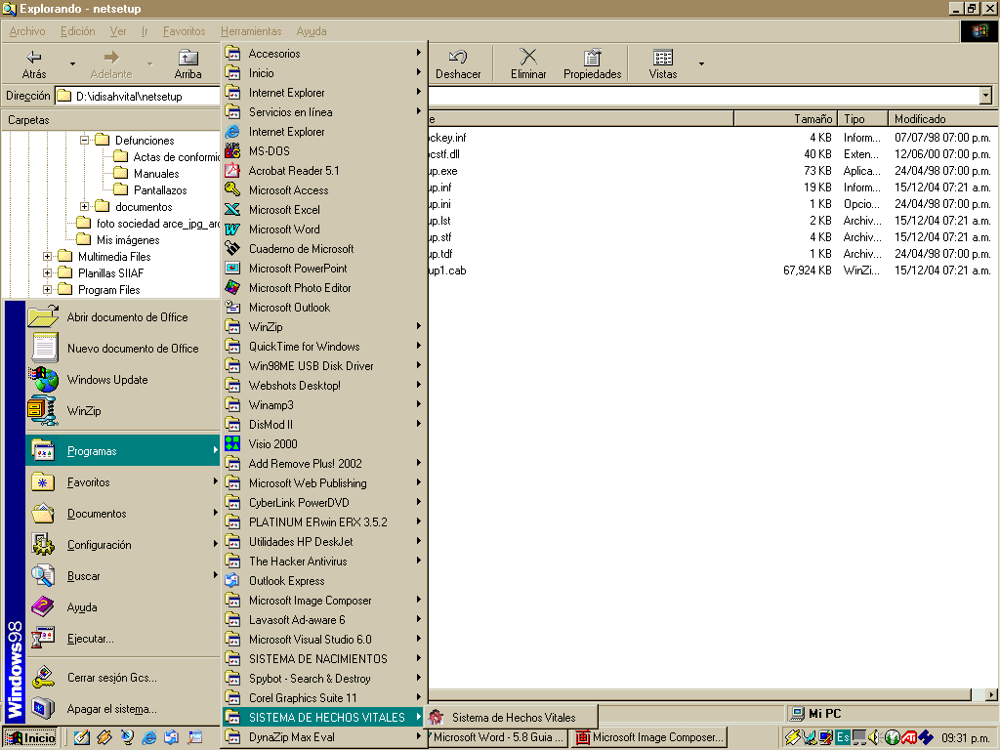 Explorando - netsetup
Archivo Edición Ver Ir Favoritos Herramientas Ayuda
Atrás Adelante Arriba Deshacer Eliminar Propiedades Vistas
Dirección D:\idisahvital\netsetup
Carpetas
Defunciones
Actas de conformi
Manuales
Pantallazos
documentos
foto sociedad arce_jpg_arc
Mis imágenes
Multimedia Files
Planillas SIIAF
Program Files
e Tamaño Tipo Modificado
ockey.inf 4 KB Inform... 07/07/98 07:00 p.m.
ocstf.dll 40 KB Exten... 12/06/00 07:00 p.m.
up.exe 73 KB Aplica... 24/04/98 07:00 p.m.
up.inf 19 KB Inform... 15/12/04 07:21 a.m.
up.ini 1 KB Opcio... 24/04/98 07:00 p.m.
up.lst 2 KB Archiv... 15/12/04 07:21 a.m.
up.stf 4 KB Archiv... 15/12/04 07:21 a.m.
up.tdf 1 KB Archiv... 24/04/98 07:00 p.m.
up1.cab 67,924 KB WinZi... 15/12/04 07:21 a.m.
Abrir documento de Office
Nuevo documento de Office
Windows Update
WinZip
Programas
Favoritos
Documentos
Configuración
Buscar
Ayuda
Ejecutar...
Cerrar sesión Gcs...
Apagar el sistema...
Windows98
Accesorios
Inicio
Internet Explorer
Servicios en línea
Internet Explorer
MS-DOS
Acrobat Reader 5.1
Microsoft Access
Microsoft Excel
Microsoft Word
Cuaderno de Microsoft
Microsoft PowerPoint
Microsoft Photo Editor
Microsoft Outlook
WinZip
QuickTime for Windows
Win98ME USB Disk Driver
Webshots Desktop!
Winamp3
DisMod II
Visio 2000
Add Remove Plus! 2002
Microsoft Web Publishing
CyberLink PowerDVD
PLATINUM ERwin ERX 3.5.2
Utilidades HP DeskJet
The Hacker Antivirus
Outlook Express
Microsoft Image Composer
Lavasoft Ad-aware 6
Microsoft Visual Studio 6.0
SISTEMA DE NACIMIENTOS
Spybot - Search & Destroy
Corel Graphics Suite 11
SISTEMA DE HECHOS VITALES
DynaZip Max Eval
Sistema de Hechos Vitales
Mi PC
Inicio
Microsoft Word - 5.8 Guia ...
Microsoft Image Composer...
Es
09:31 p.m.